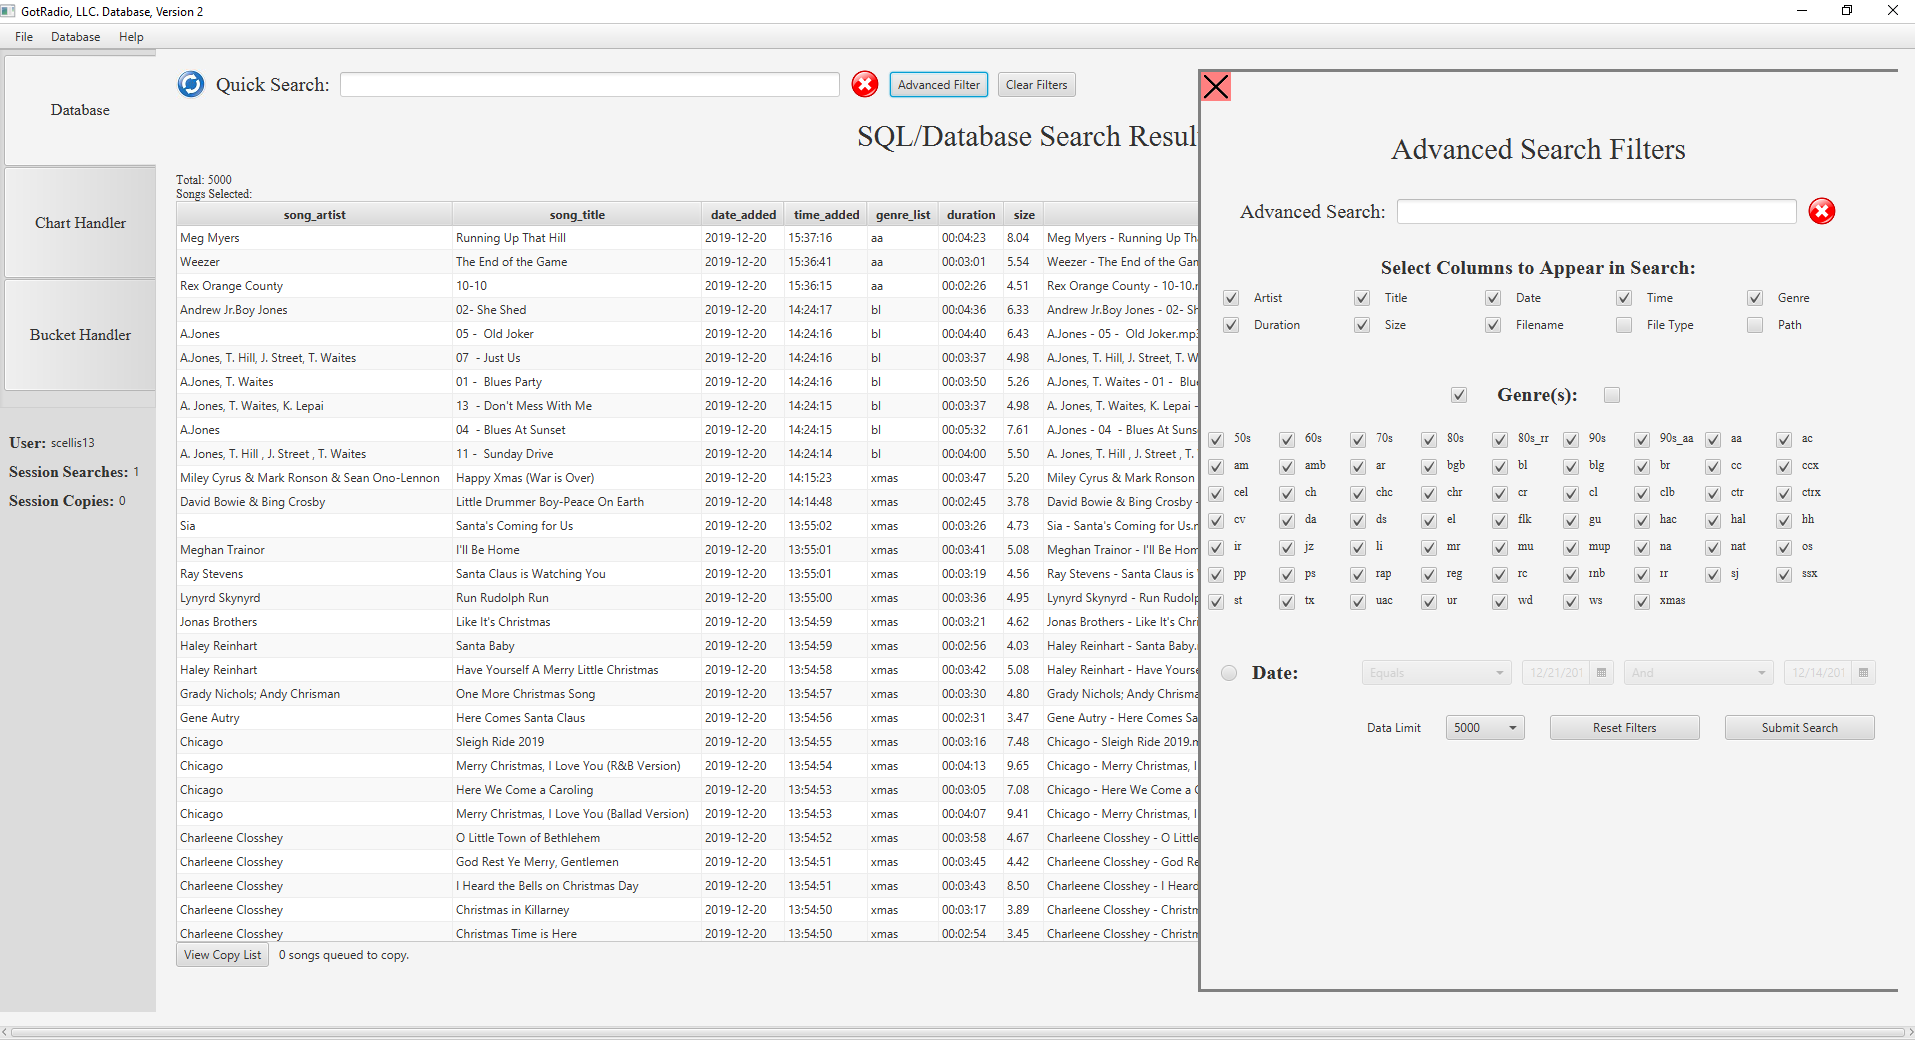 GotRadio, LLC. Database, Version 2
File Database Help
Database
Chart Handler
Bucket Handler
User: scellis13
Session Searches: 1
Session Copies: 0
Quick Search: Advanced Filter Clear Filters
SQL/Database Search Resul
Total: 5000
Songs Selected:
song_artist song_title date_added time_added genre_list duration size
Meg Myers Running Up That Hill 2019-12-20 15:37:16 aa 00:04:23 8.04 Meg Myers - Running Up Th
Weezer The End of the Game 2019-12-20 15:36:41 aa 00:03:01 5.54 Weezer - The End of the Gan
Rex Orange County 10-10 2019-12-20 15:36:15 aa 00:02:26 4.51 Rex Orange County - 10-10.r
Andrew Jr.Boy Jones 02- She Shed 2019-12-20 14:24:17 bl 00:04:36 6.33 Andrew Jr.Boy Jones - 02- Sh
A.Jones 05 - Old Joker 2019-12-20 14:24:16 bl 00:04:40 6.43 A.Jones - 05 - Old Joker.mp3
A.Jones, T. Hill, J. Street, T. Waites 07 - Just Us 2019-12-20 14:24:16 bl 00:03:37 4.98 A.Jones, T. Hill, J. Street, T. W
A.Jones, T. Waites 01 - Blues Party 2019-12-20 14:24:16 bl 00:03:50 5.26 A.Jones, T. Waites - 01 - Blu
A. Jones, T. Waites, K. Lepai 13 - Don't Mess With Me 2019-12-20 14:24:15 bl 00:03:37 4.98 A. Jones, T. Waites, K. Lepai -
A.Jones 04 - Blues At Sunset 2019-12-20 14:24:15 bl 00:05:32 7.61 A.Jones - 04 - Blues At Sunse
A. Jones, T. Hill , J. Street , T. Waites 11 - Sunday Drive 2019-12-20 14:24:14 bl 00:04:00 5.50 A. Jones, T. Hill , J. Street , T.
Miley Cyrus & Mark Ronson & Sean Ono-Lennon Happy Xmas (War is Over) 2019-12-20 14:15:23 xmas 00:03:47 5.20 Miley Cyrus & Mark Ronson
David Bowie & Bing Crosby Little Drummer Boy-Peace On Earth 2019-12-20 14:14:48 xmas 00:02:45 3.78 David Bowie & Bing Crosby -
Sia Santa's Coming for Us 2019-12-20 13:55:02 xmas 00:03:26 4.73 Sia - Santa's Coming for Us.n
Meghan Trainor I'll Be Home 2019-12-20 13:55:01 xmas 00:03:41 5.08 Meghan Trainor - I'll Be Hom
Ray Stevens Santa Claus is Watching You 2019-12-20 13:55:01 xmas 00:03:19 4.56 Ray Stevens - Santa Claus is
Lynyrd Skynyrd Run Rudolph Run 2019-12-20 13:55:00 xmas 00:03:36 4.95 Lynyrd Skynyrd - Run Rudolp
Jonas Brothers Like It's Christmas 2019-12-20 13:54:59 xmas 00:03:21 4.62 Jonas Brothers - Like It's Chri
Haley Reinhart Santa Baby 2019-12-20 13:54:59 xmas 00:02:56 4.03 Haley Reinhart - Santa Baby.
Haley Reinhart Have Yourself A Merry Little Christmas 2019-12-20 13:54:58 xmas 00:03:42 5.08 Haley Reinhart - Have Yourse
Grady Nichols; Andy Chrisman One More Christmas Song 2019-12-20 13:54:57 xmas 00:03:30 4.80 Grady Nichols; Andy Chrisma
Gene Autry Here Comes Santa Claus 2019-12-20 13:54:56 xmas 00:02:31 3.47 Gene Autry - Here Comes Sa
Chicago Sleigh Ride 2019 2019-12-20 13:54:55 xmas 00:03:16 7.48 Chicago - Sleigh Ride 2019.n
Chicago Merry Christmas, I Love You (R&B Version) 2019-12-20 13:54:54 xmas 00:04:13 9.65 Chicago - Merry Christmas, I
Chicago Here We Come a Caroling 2019-12-20 13:54:53 xmas 00:03:05 7.08 Chicago - Here We Come a C
Chicago Merry Christmas, I Love You (Ballad Version) 2019-12-20 13:54:53 xmas 00:04:07 9.41 Chicago - Merry Christmas, I
Charleene Closshey O Little Town of Bethlehem 2019-12-20 13:54:52 xmas 00:03:58 4.67 Charleene Closshey - O Little
Charleene Closshey God Rest Ye Merry, Gentlemen 2019-12-20 13:54:51 xmas 00:03:45 4.42 Charleene Closshey - God Re
Charleene Closshey I Heard the Bells on Christmas Day 2019-12-20 13:54:51 xmas 00:03:43 8.50 Charleene Closshey - I Heard
Charleene Closshey Christmas in Killarney 2019-12-20 13:54:50 xmas 00:03:17 3.89 Charleene Closshey - Christn
Charleene Closshey Christmas Time is Here 2019-12-20 13:54:50 xmas 00:02:54 3.45 Charleene Closshey - Christn
View Copy List 0 songs queued to copy.
Advanced Search Filters
Advanced Search:
Select Columns to Appear in Search:
Artist Title Date Time Genre
Duration Size Filename File Type Path
Genre(s):
50s 60s 70s 80s 80s_rr 90s 90s_aa aa ac
am amb ar bgb bl blg br cc ccx
cel ch chc chr cr cl clb ctr ctrx
cv da ds el flk gu hac hal hh
ir jz li mr mu mup na nat os
pp ps rap reg rc rnb rr sj ssx
st tx uac ur wd ws xmas
Date: Equals 12/21/201 And 12/14/201
Data Limit 5000 Reset Filters Submit Search